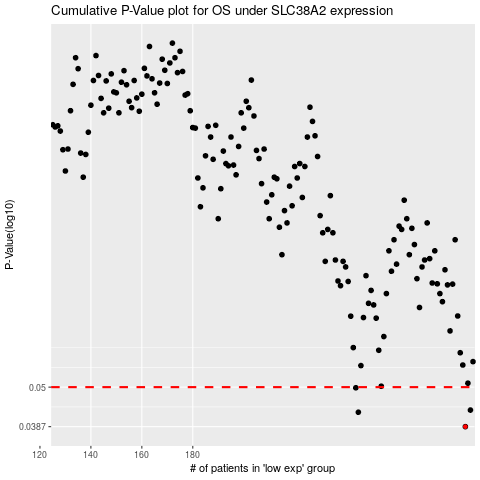 Cumulative P-Value plot for OS under SLC38A2 expression
P-Value(log10)
0.05
0.0387
120 140 160 180
# of patients in 'low exp' group